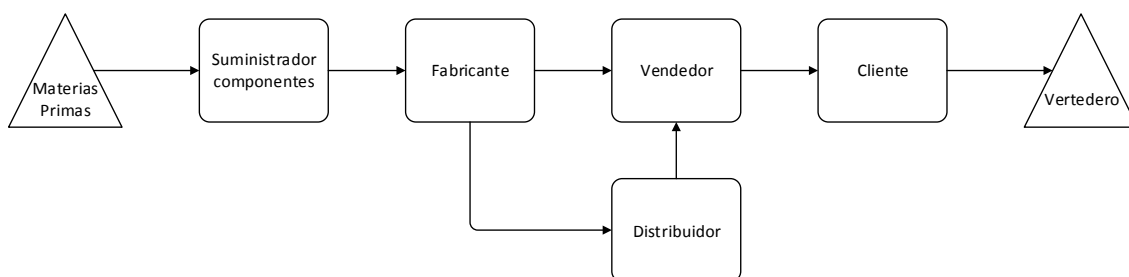 Materias
Primas
Suministrador
componentes
Fabricante
Vendedor
Cliente
Vertedero
Distribuidor